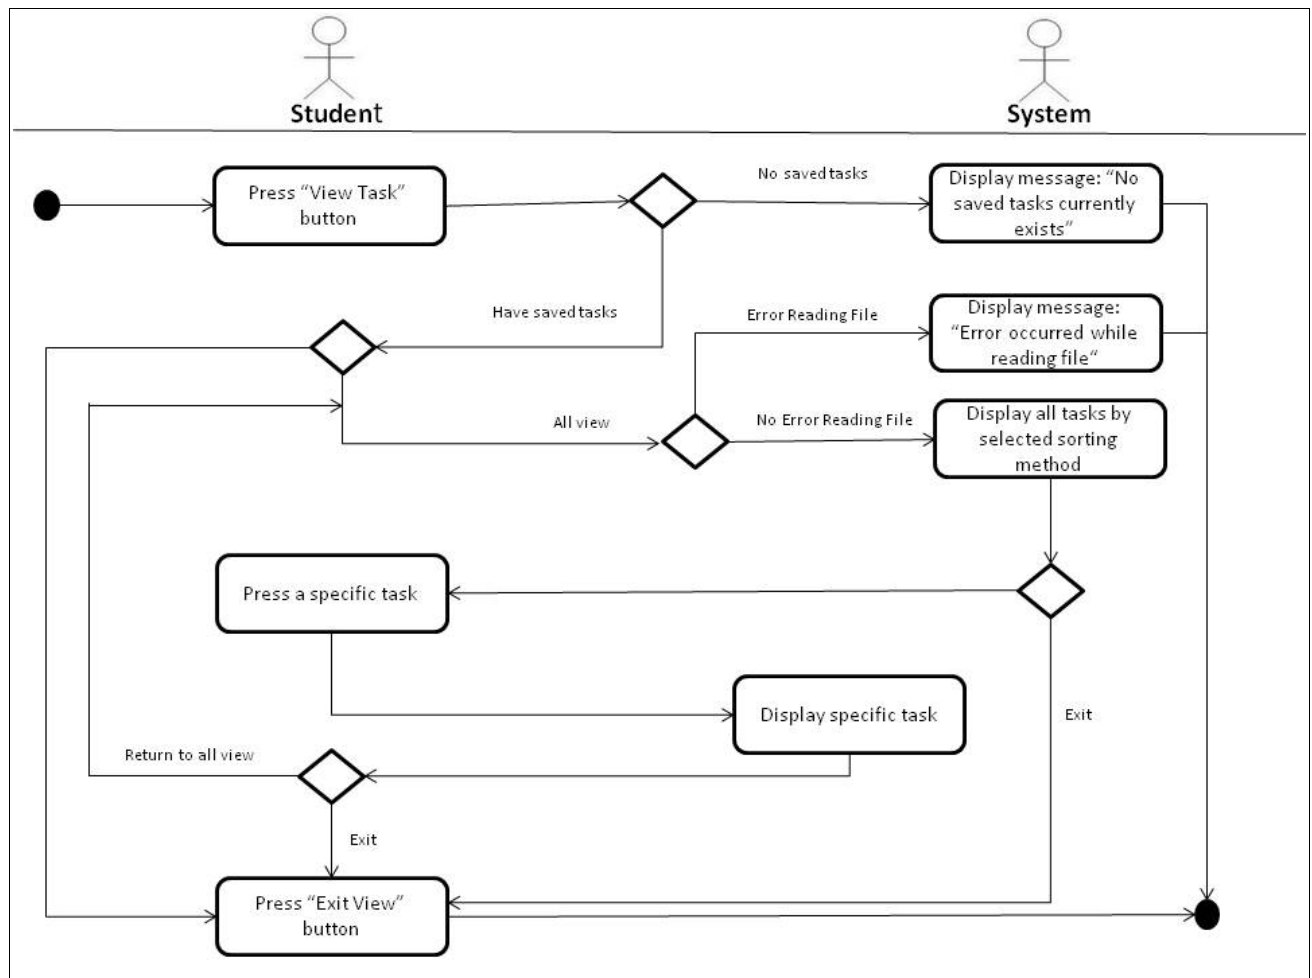 Student
System
No saved tasks
Press “View Task”
button
Display message: “No
saved tasks currently
exists”
Have saved tasks
Error Reading File
Display message:
“Error occurred while
reading file“
All view
No Error Reading File
Display all tasks by
selected sorting
method
Press a specific task
Display specific task
Exit
Return to all view
Exit
Press “Exit View”
button